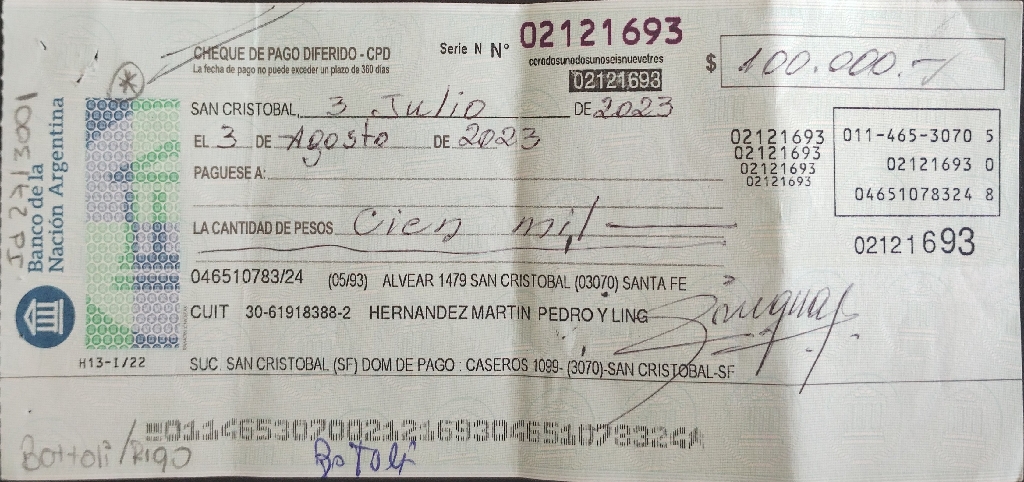 CHEQUE DE PAGO DIFERIDO - CPD
La fecha de pago no puede exceder un plazo de 360 días
Serie N Nº 02121693
cerodosunodosunoseisnuevetres
02121693
$ 100.000.-
SAN CRISTOBAL, 3 Julio DE 2023
EL 3 DE Agosto DE 2023
PAGUESE A:
LA CANTIDAD DE PESOS Cien mil
02121693
02121693
02121693
02121693
011-465-3070 5
02121693 0
04651078324 8
02121693
046510783/24 (05/93) ALVEAR 1479 SAN CRISTOBAL (03070) SANTA FE
CUIT 30-61918388-2 HERNANDEZ MARTIN PEDRO Y LING
SUC. SAN CRISTOBAL (SF) DOM DE PAGO : CASEROS 1099- (3070)-SAN CRISTOBAL-SF
Banco de la
Nación Argentina
H13-I/22
Bottoli/Rigo